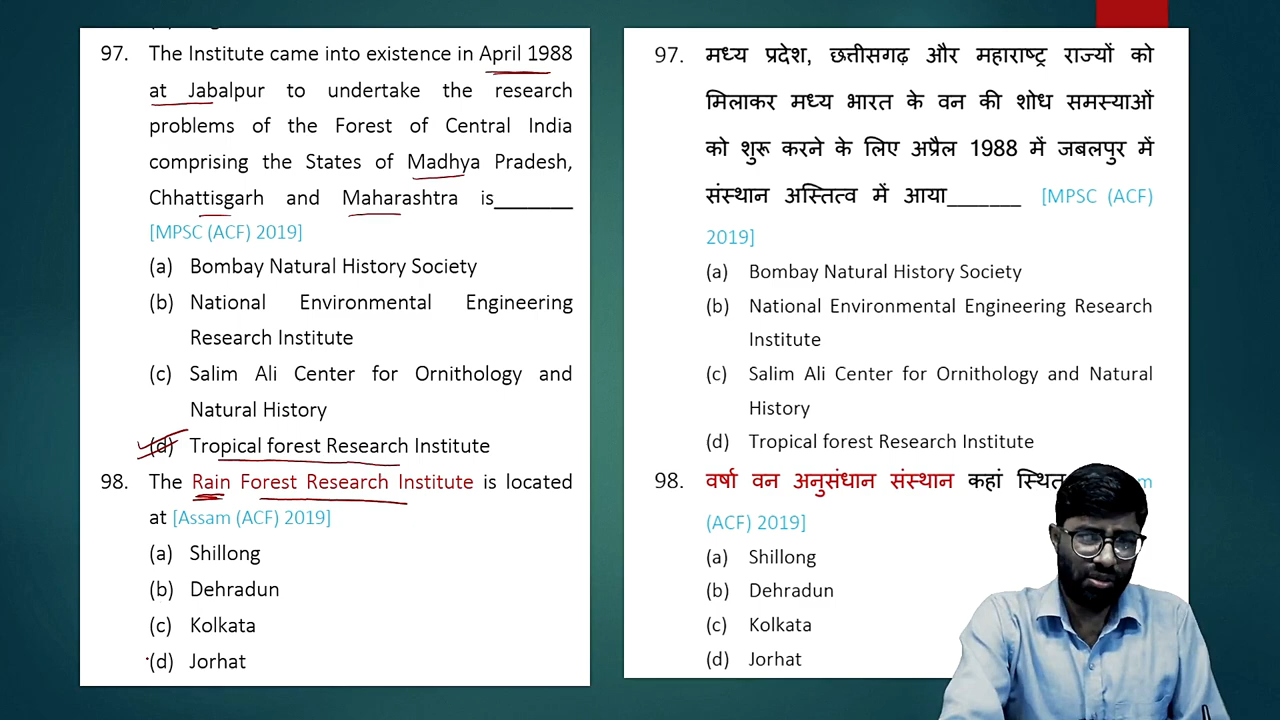 97. The Institute came into existence in April 1988
at Jabalpur to undertake the research
problems of the Forest of Central India
comprising the States of Madhya Pradesh,
Chhattisgarh and Maharashtra is_______
[MPSC (ACF) 2019]
(a) Bombay Natural History Society
(b) National Environmental Engineering
Research Institute
(c) Salim Ali Center for Ornithology and
Natural History
(d) Tropical forest Research Institute
98. The Rain Forest Research Institute is located
at [Assam (ACF) 2019]
(a) Shillong
(b) Dehradun
(c) Kolkata
(d) Jorhat
97. मध्य प्रदेश, छत्तीसगढ़ और महाराष्ट्र राज्यों को
मिलाकर मध्य भारत के वन की शोध समस्याओं
को शुरू करने के लिए अप्रैल 1988 में जबलपुर में
संस्थान अस्तित्व में आया_______ [MPSC (ACF)
2019]
(a) Bombay Natural History Society
(b) National Environmental Engineering Research
Institute
(c) Salim Ali Center for Ornithology and Natural
History
(d) Tropical forest Research Institute
98. वर्षा वन अनुसंधान संस्थान कहां स्थित
(ACF) 2019]
(a) Shillong
(b) Dehradun
(c) Kolkata
(d) Jorhat